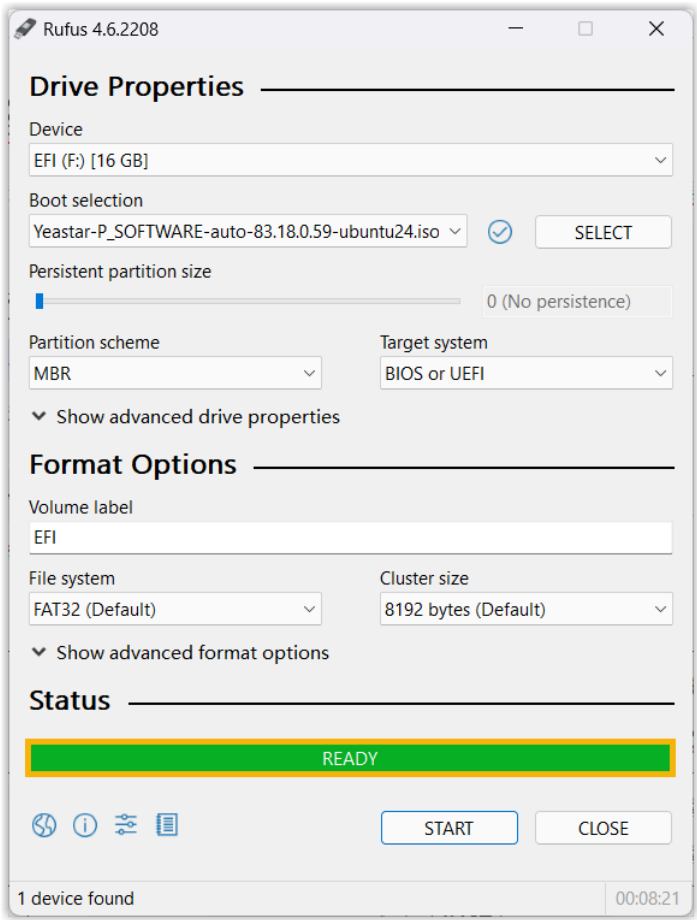 Rufus 4.6.2208
Drive Properties
Device
EFI (F:) [16 GB]
Boot selection
Yeastar-P_SOFTWARE-auto-83.18.0.59-ubuntu24.iso
SELECT
Persistent partition size
0 (No persistence)
Partition scheme
Target system
MBR
BIOS or UEFI
Show advanced drive properties
Format Options
Volume label
EFI
File system
Cluster size
FAT32 (Default)
8192 bytes (Default)
Show advanced format options
Status
READY
START
CLOSE
1 device found
00:08:21